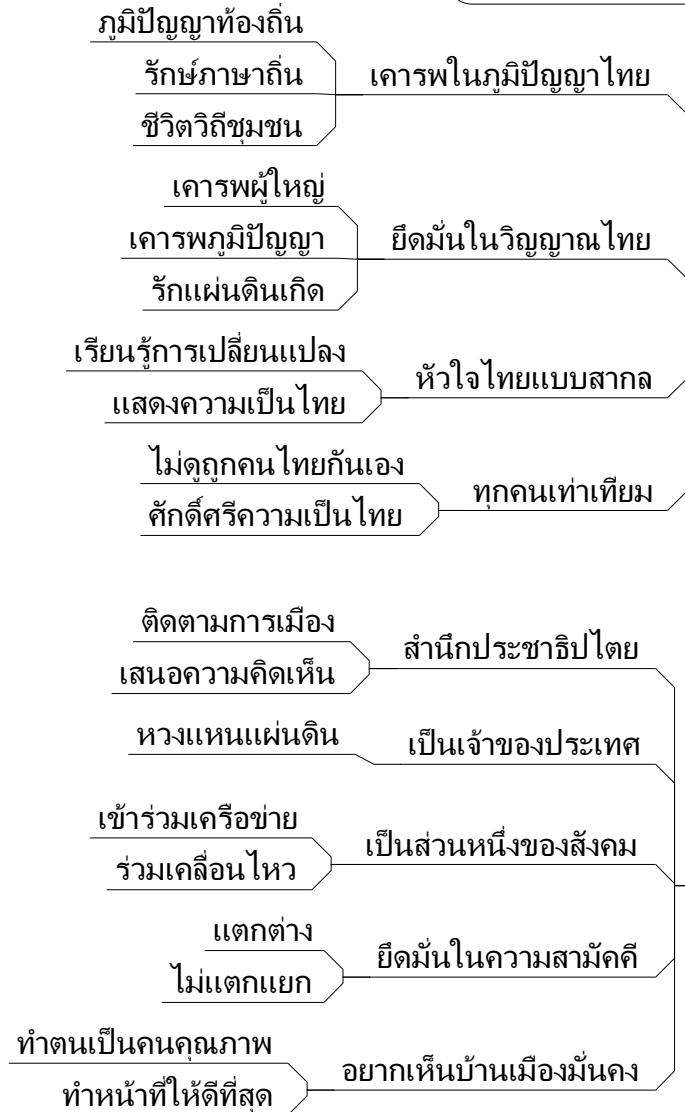 ภูมิปัญญาท้องถิ่น
รักษ์ภาษาถิ่น
ชีวิตวิถีชุมชน
เคารพในภูมิปัญญาไทย
เคารพผู้ใหญ่
เคารพภูมิปัญญา
รักแผ่นดินเกิด
ยึดมั่นในวิญญาณไทย
เรียนรู้การเปลี่ยนแปลง
แสดงความเป็นไทย
หัวใจไทยแบบสากล
ไม่ดูถูกคนไทยกันเอง
ศักดิ์ศรีความเป็นไทย
ทุกคนเท่าเทียม
ติดตามการเมือง
เสนอความคิดเห็น
สำนึกประชาธิปไตย
หวงแหนแผ่นดิน
เป็นเจ้าของประเทศ
เข้าร่วมเครือข่าย
ร่วมเคลื่อนไหว
เป็นส่วนหนึ่งของสังคม
แตกต่าง
ไม่แตกแยก
ยึดมั่นในความสามัคคี
ทำตนเป็นคนคุณภาพ
ทำหน้าที่ให้ดีที่สุด
อยากเห็นบ้านเมืองมั่นคง